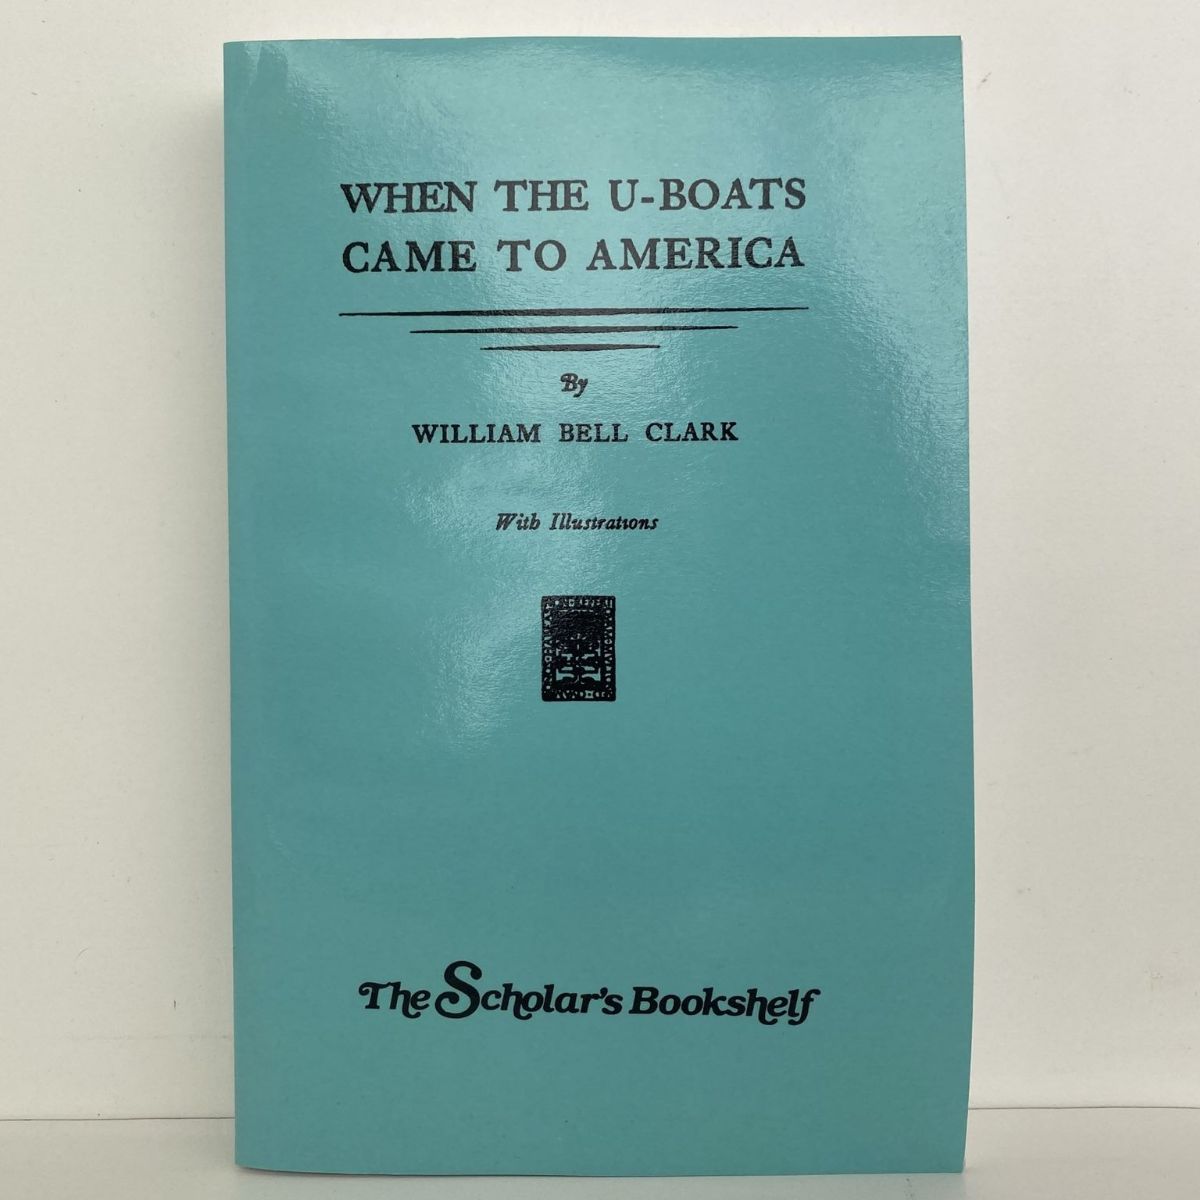 WHEN THE U-BOATS
CAME TO AMERICA
By
WILLIAM BELL CLARK
With Illustrations
The Scholar's Bookshelf